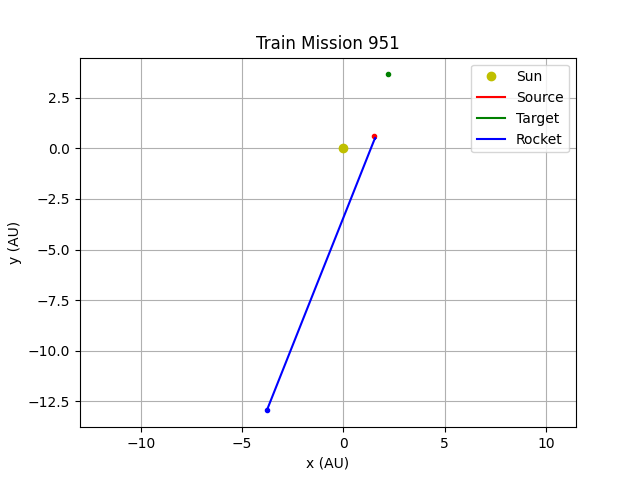 Train Mission 951
Sun
Source
Target
Rocket
2.5
0.0
−2.5
−5.0
−7.5
−10.0
−12.5
y (AU)
−10
−5
0
5
10
x (AU)